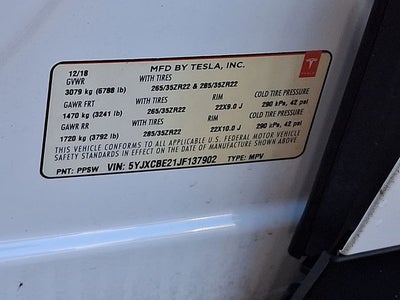 MFD BY TESLA, INC.
12/18
GVWR WITH TIRES
3079 kg (6788 lb) 265/35ZR22 & 285/35ZR22
GAWR FRT WITH TIRES RIM COLD TIRE PRESSURE
1470 kg (3241 lb) 265/35ZR22 22X9.0 J 290 kPa, 42 psi
GAWR RR WITH TIRES RIM COLD TIRE PRESSURE
1720 kg (3792 lb) 285/35ZR22 22X10.0 J 290 kPa, 42 psi
THIS VEHICLE CONFORMS TO ALL APPLICABLE U.S. FEDERAL MOTOR VEHICLE
SAFETY STANDARDS IN EFFECT ON THE DATE OF MANUFACTURE SHOWN ABOVE.
PNT: PPSW VIN: 5YJXCBE21JF137902 TYPE: MPV
TESLA